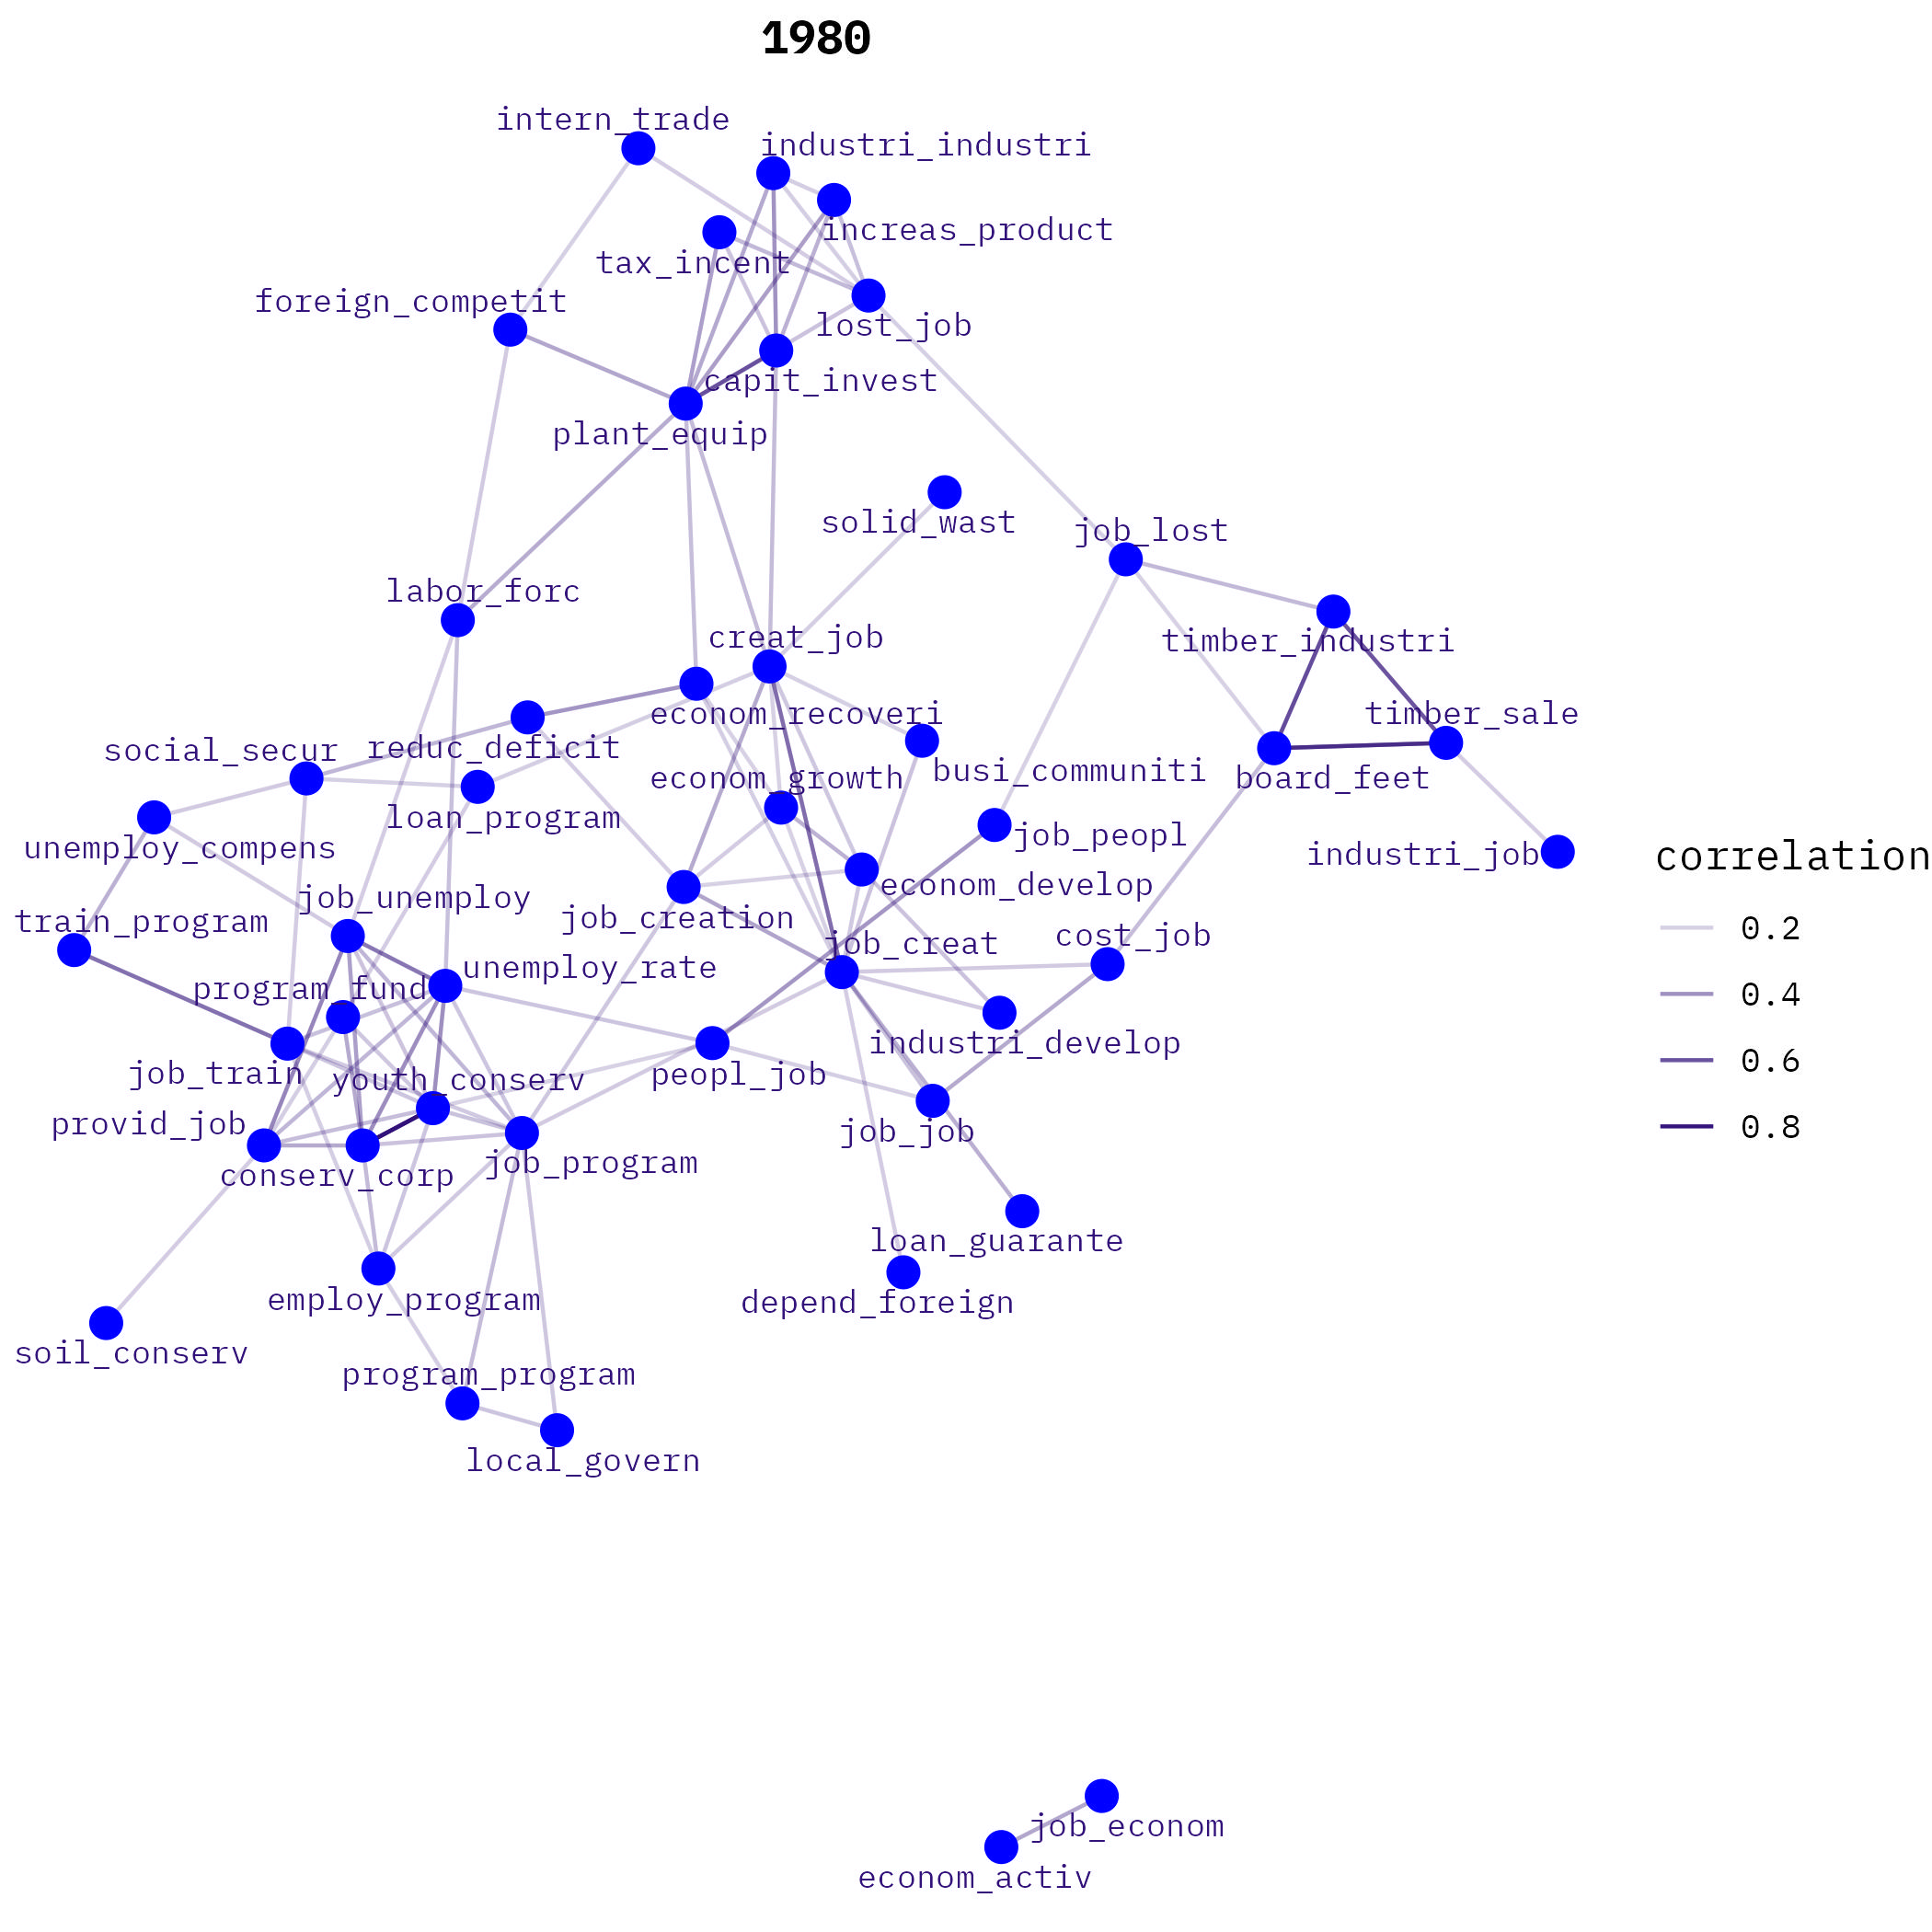 1980
intern_trade
industri_industri
increas_product
tax_incent
foreign_competit
lost_job
capit_invest
plant_equip
solid_wast
job_lost
labor_forc
creat_job
timber_industri
econom_recoveri
timber_sale
social_secur
reduc_deficit
econom_growth
busi_communiti
board_feet
loan_program
job_peopl
unemploy_compens
industri_job
correlation
job_unemploy
econom_develop
train_program
job_creation
0.2
job_creat
cost_job
unemploy_rate
program_fund
0.4
industri_develop
0.6
job_train
youth_conserv
peopl_job
provid_job
job_job
0.8
conserv_corp
job_program
loan_guarante
employ_program
depend_foreign
soil_conserv
program_program
local_govern
job_econom
econom_activ